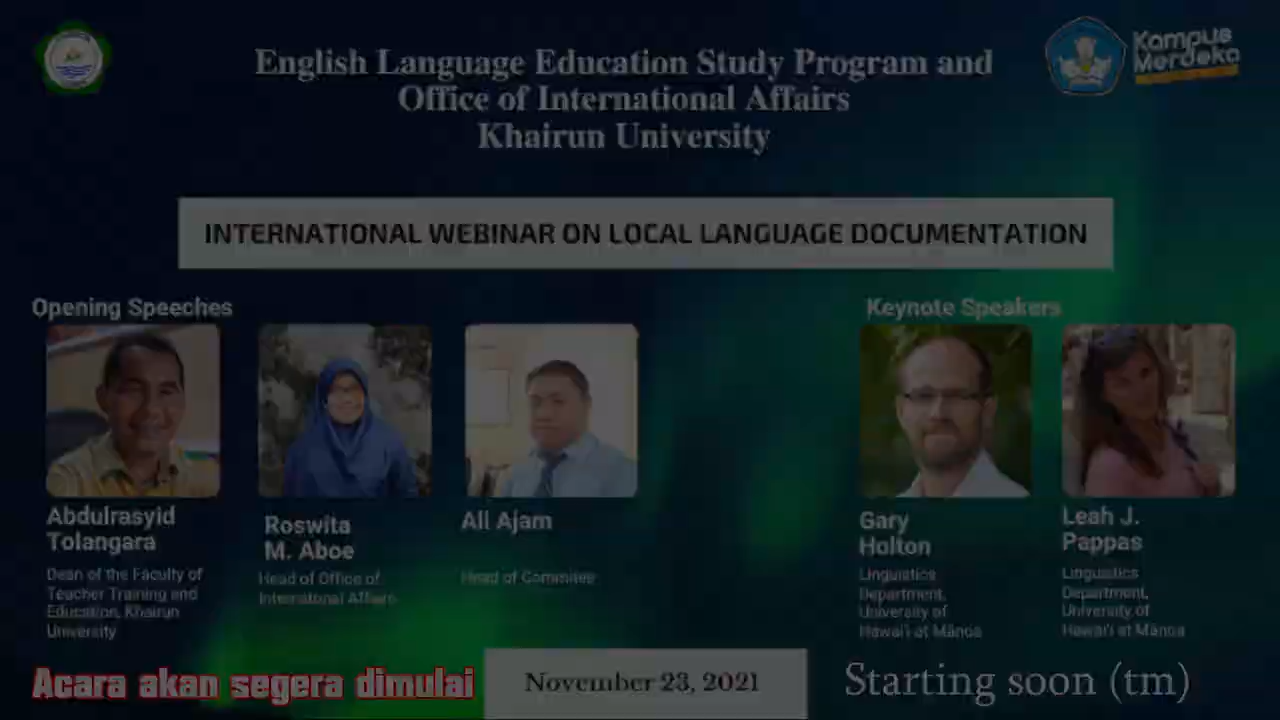 Kampus
Merdeka
English Language Education Study Program and
Office of International Affairs
Khairun University
INTERNATIONAL WEBINAR ON LOCAL LANGUAGE DOCUMENTATION
Opening Speeches
Keynote Speakers
Abdulrasyid
Tolangara
Dean of the Faculty of
Teacher Training and
Education, Khairun
University
Roswita
M. Aboe
Head of Office of
International Affairs
Ali Ajam
Head of Commitee
Gary
Holton
Linguistics
Department,
University of
Hawai'i at Mānoa
Leah J.
Pappas
Linguistics
Department,
University of
Hawai'i at Mānoa
Acara akan segera dimulai
November 23, 2021
Starting soon (tm)